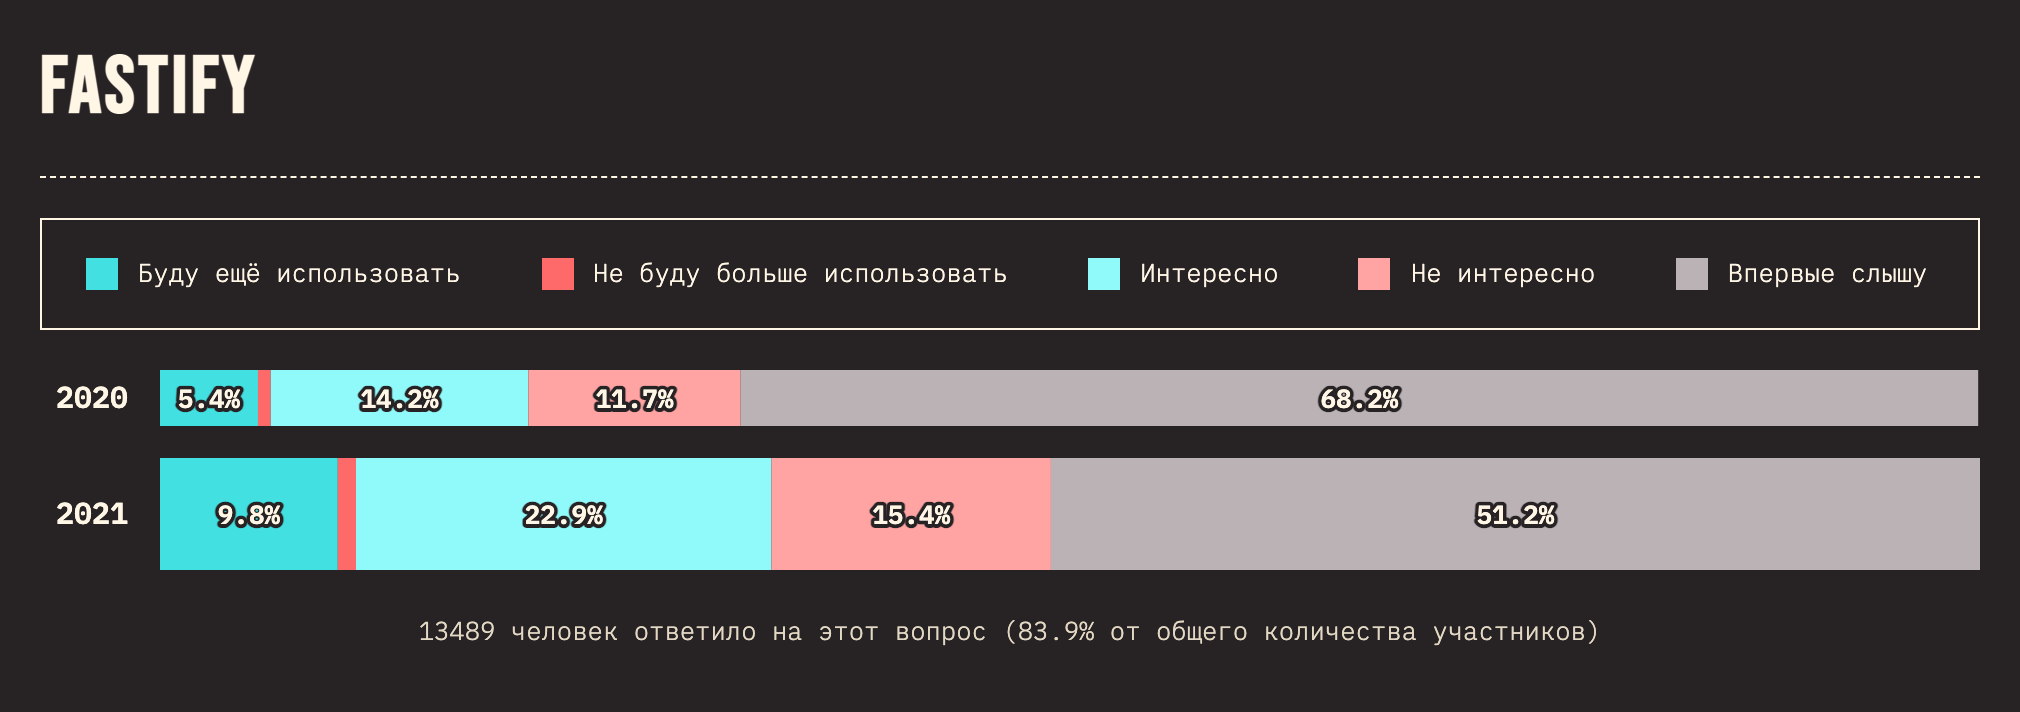 FASTIFY
Буду ещё использовать Не буду больше использовать Интересно Не интересно Впервые слышу
2020 5.4% 14.2% 11.7% 68.2%
2021 9.8% 22.9% 15.4% 51.2%
13489 человек ответило на этот вопрос (83.9% от общего количества участников)